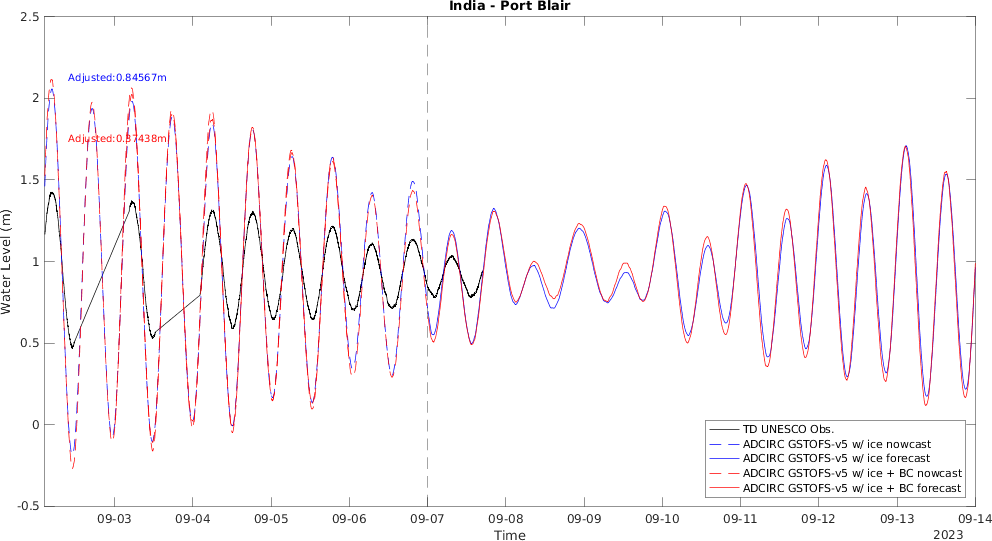 India - Port Blair
2.5
2
1.5
1
0.5
0
-0.5
Water Level (m)
Adjusted:0.84567m
Adjusted:0.87438m
TD UNESCO Obs.
ADCIRC GSTOFS-v5 w/ ice nowcast
ADCIRC GSTOFS-v5 w/ ice forecast
ADCIRC GSTOFS-v5 w/ ice + BC nowcast
ADCIRC GSTOFS-v5 w/ ice + BC forecast
09-03 09-04 09-05 09-06 09-07 09-08 09-09 09-10 09-11 09-12 09-13 09-14
Time
2023